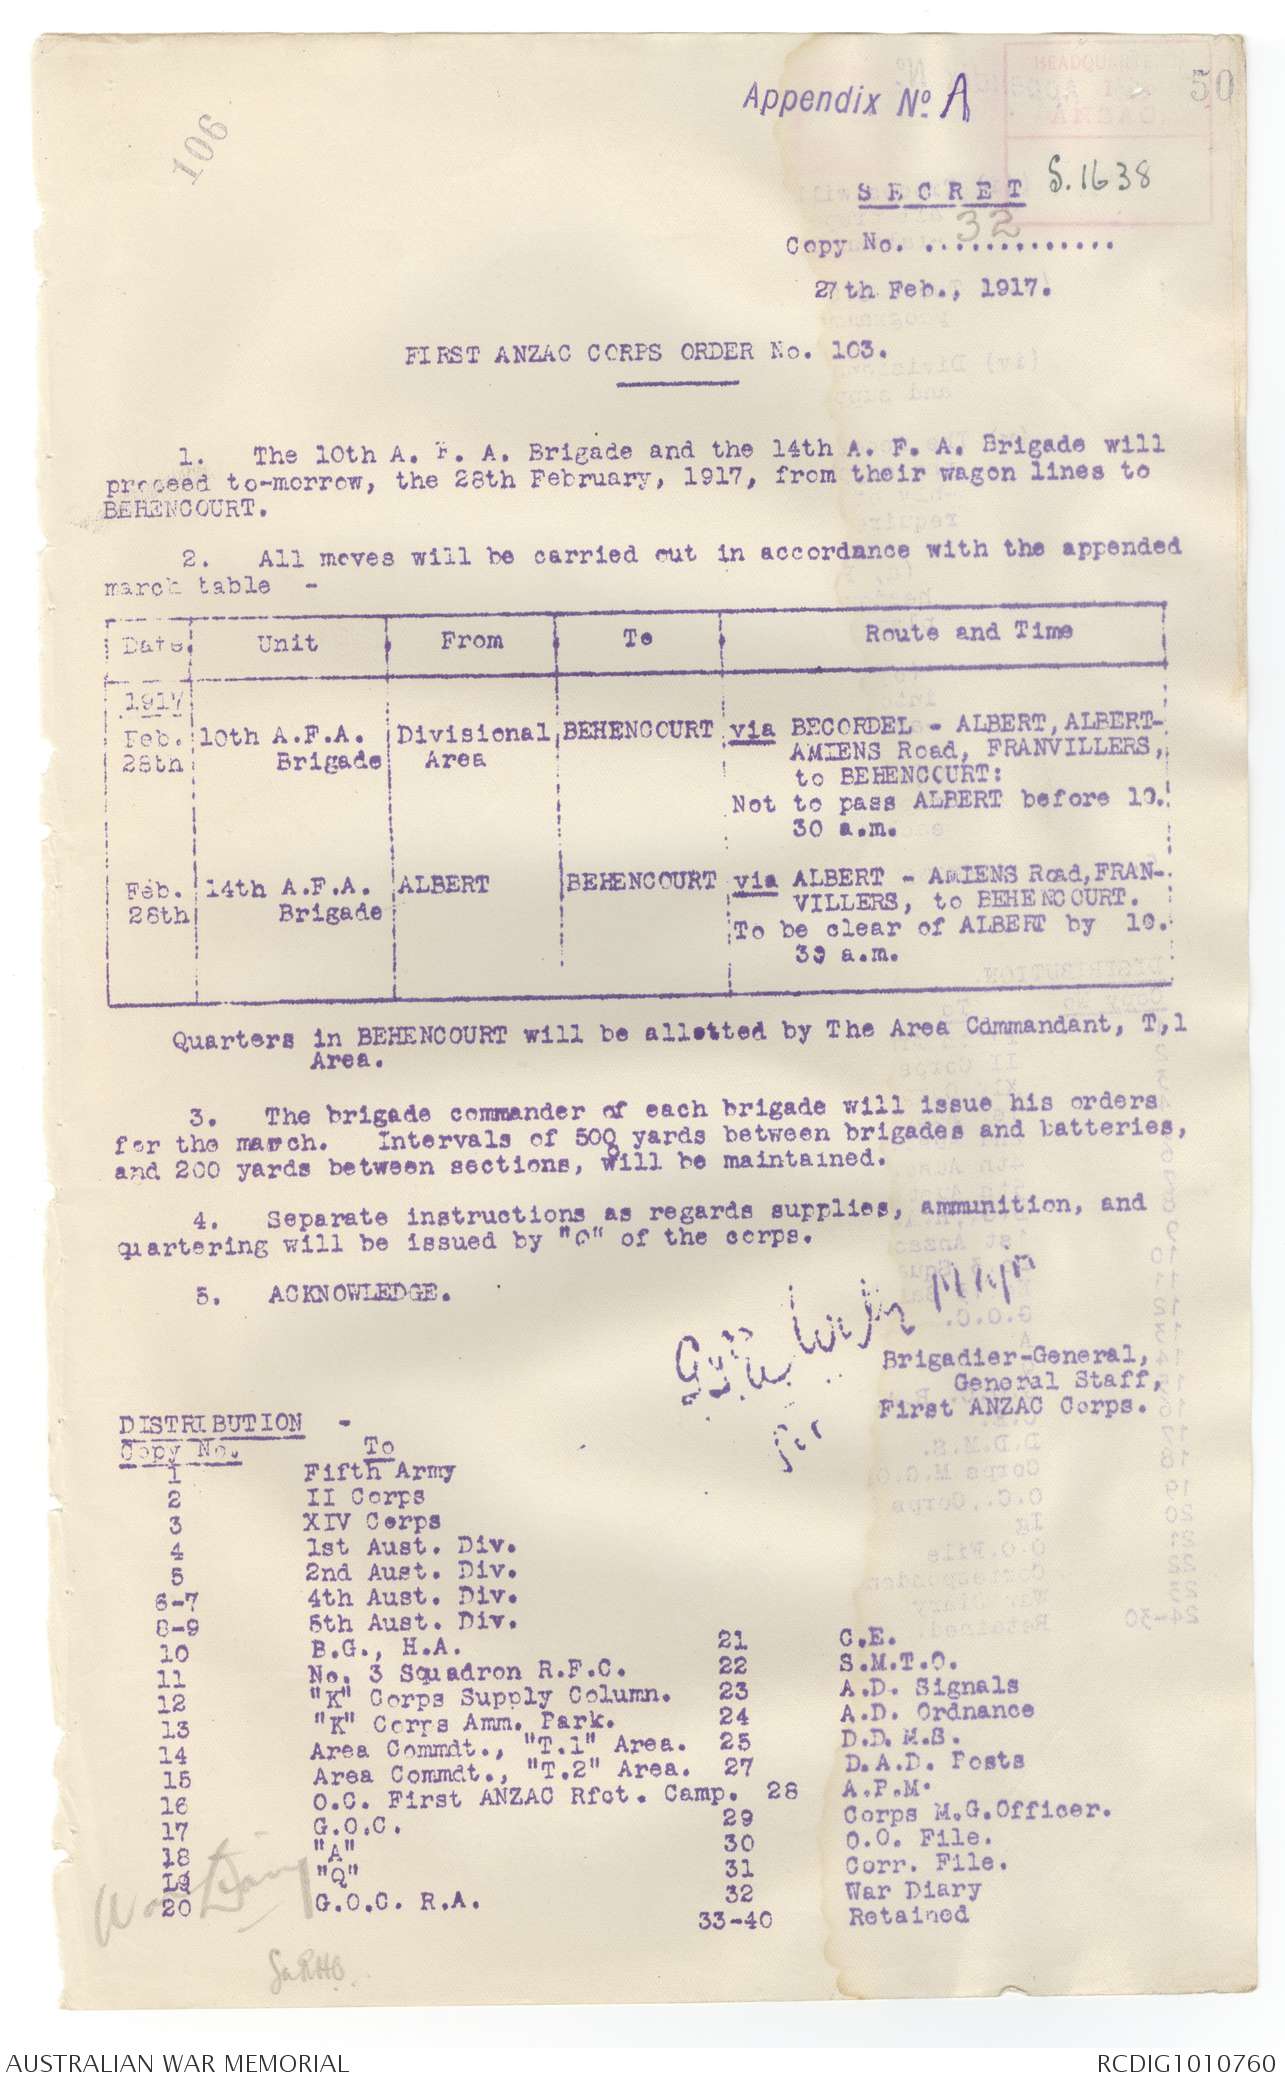 106
Appendix No. A
50
HEADQUARTERS
SECRET
S.1638
Copy No. 32.............
27th Feb., 1917.
FIRST ANZAC CORPS ORDER No. 103.
1. The 10th A. F. A. Brigade and the 14th A. F. A. Brigade will
proceed to-morrow, the 28th February, 1917, from their wagon lines to
BEHENCOURT.
2. All moves will be carried out in accordance with the appended
march table -
Date. Unit From To Route and Time
1917
Feb. 28th 10th A.F.A. Brigade Divisional Area BEHENCOURT via BECORDEL - ALBERT, ALBERT-
AMIENS Road, FRANVILLERS,
to BEHENCOURT:
Not to pass ALBERT before 10.
30 a.m.
Feb. 28th 14th A.F.A. Brigade ALBERT BEHENCOURT via ALBERT - AMIENS Road, FRAN-
VILLERS, to BEHENCOURT.
To be clear of ALBERT by 10.
30 a.m.
Quarters in BEHENCOURT will be allotted by The Area Commandant, T,1
Area.
3. The brigade commander of each brigade will issue his orders
for the march. Intervals of 500 yards between brigades and batteries,
and 200 yards between sections, will be maintained.
4. Separate instructions as regards supplies, ammunition, and
quartering will be issued by "Q" of the corps.
5. ACKNOWLEDGE.
for
Brigadier-General,
General Staff,
First ANZAC Corps.
DISTRIBUTION -
Copy No. To
1 Fifth Army
2 II Corps
3 XIV Corps
4 1st Aust. Div.
5 2nd Aust. Div.
6-7 4th Aust. Div.
8-9 5th Aust. Div.
10 B.G., H.A.
11 No. 3 Squadron R.F.C.
12 "K" Corps Supply Column.
13 "K" Corps Amm. Park.
14 Area Commdt., "T.1" Area.
15 Area Commdt., "T.2" Area.
16 O.C. First ANZAC Rfct. Camp.
17 G.O.C.
18 "A"
19 "Q"
20 G.O.C. R.A.
21 C.E.
22 S.M.T.O.
23 A.D. Signals
24 A.D. Ordnance
25 D.D.M.S.
27 D.A.D. Posts
28 A.P.M.
29 Corps M.G.Officer.
30 O.O. File.
31 Corr. File.
32 War Diary
33-40 Retained
War Diary
AUSTRALIAN WAR MEMORIAL
RCDIG1010760